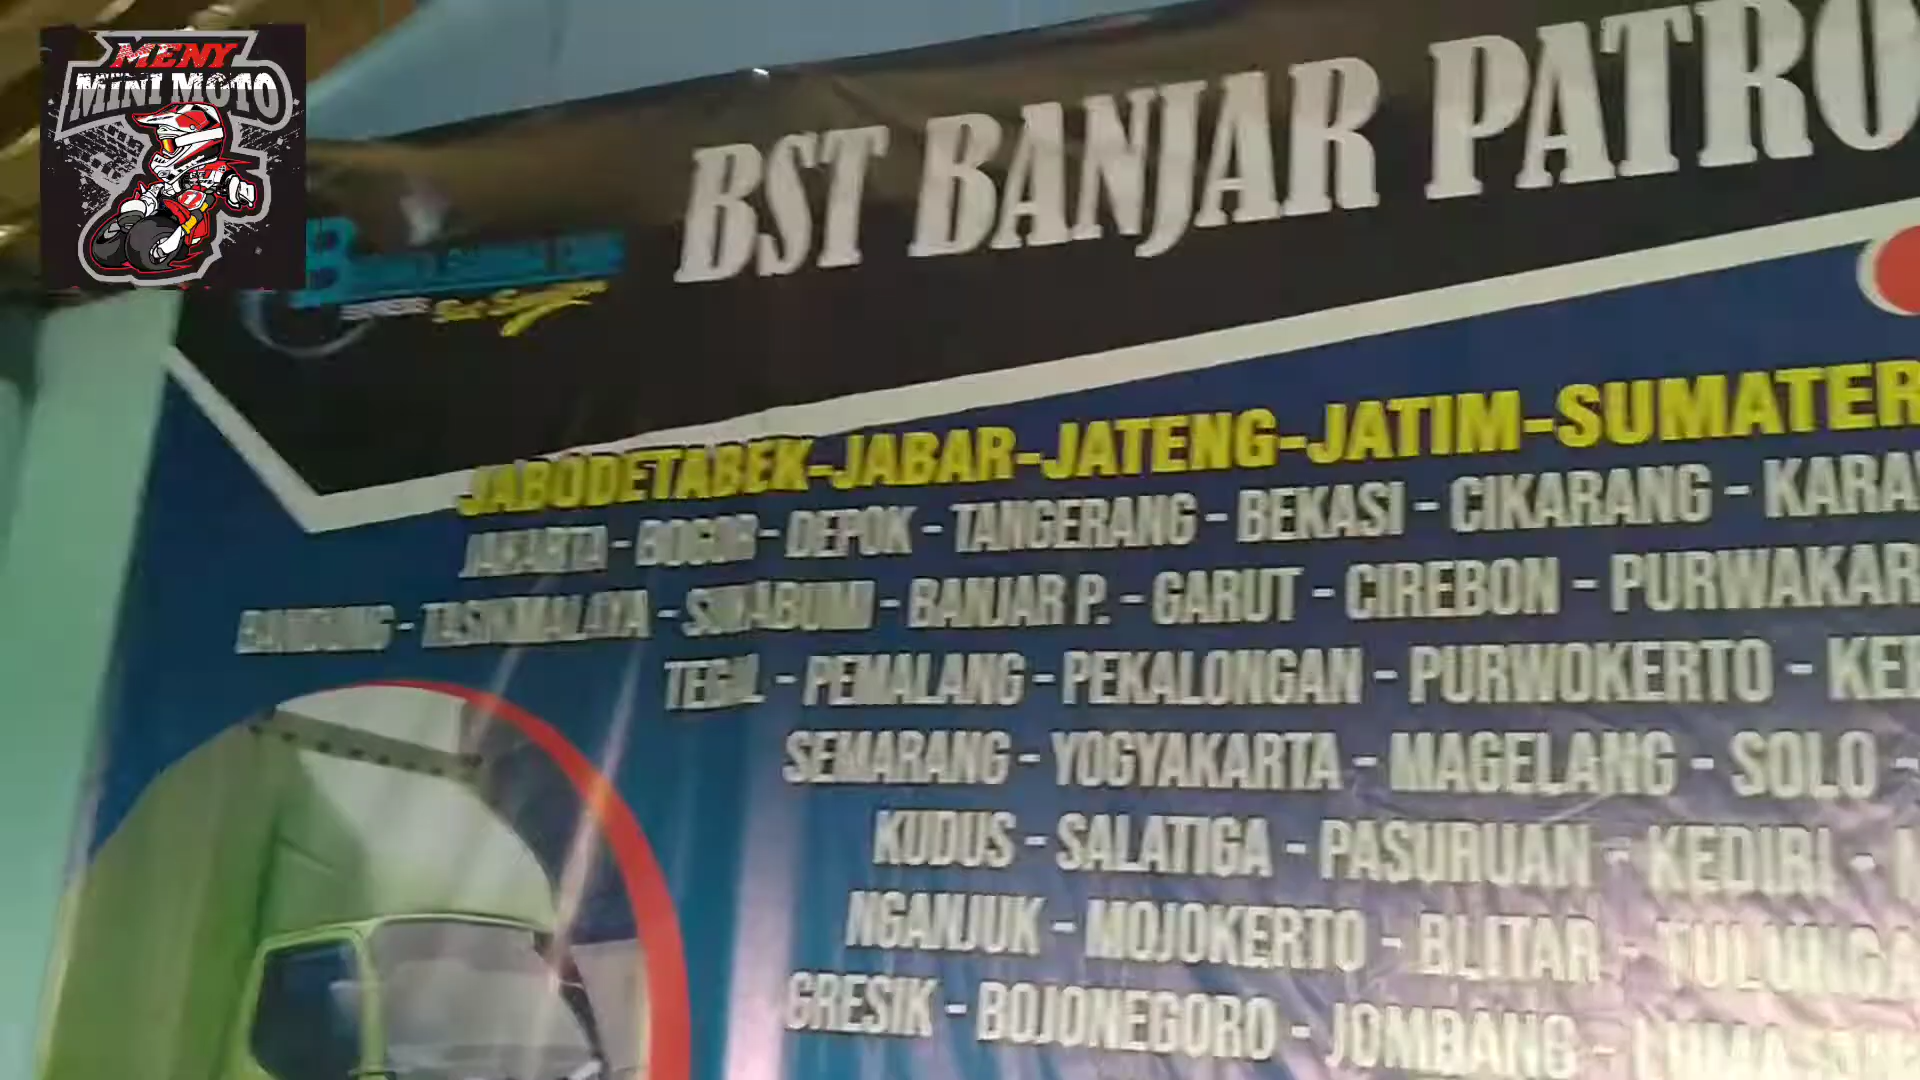 MENY
MINI MOTO
1
BST BANJAR PATRO
JABODETABEK-JABAR-JATENG-JATIM-SUMATER
JAKARTA - BOGOR - DEPOK - TANGERANG - BEKASI - CIKARANG - KARA
BANDUNG - TASIKMALAYA - SUKABUMI - BANJAR P. - GARUT - CIREBON - PURWAKAR
TEGAL - PEMALANG - PEKALONGAN - PURWOKERTO - KE
SEMARANG - YOGYAKARTA - MAGELANG - SOLO -
KUDUS - SALATIGA - PASURUAN - KEDIRI -
NGANJUK - MOJOKERTO - BLITAR - TULUNGA
GRESIK - BOJONEGORO - JOMBANG -